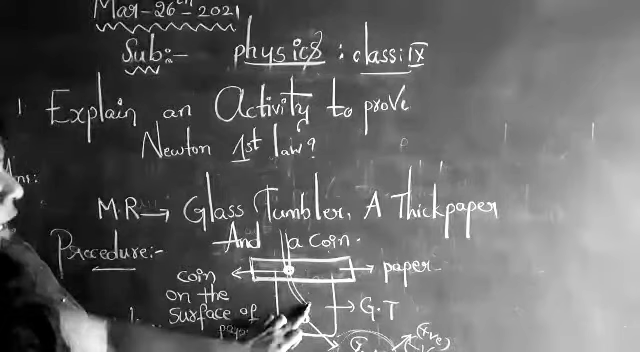 Mar-26th-2021
Sub:- physics : class: IX
1. Explain an Activity to prove
Newton 1st law?
Ans:
M.R→ Glass Tumbler, A Thickpaper
And a coin.
Procedure:-
coin ← → paper
on the
surface of → G.T